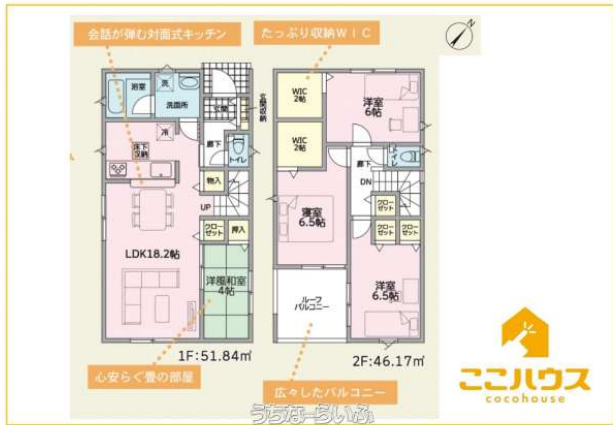 会話が弾む対面式キッチン
たっぷり収納WIC
浴室
洗
洗面所
玄関
玄関収納
冷
床下収納
廊下
トイレ
物入
UP
クローゼット
押入
LDK18.2帖
洋風和室
4帖
1F:51.84㎡
心安らぐ畳の部屋
WIC
2帖
洋室
6帖
WIC
2帖
廊下
トイレ
DN
寝室
6.5帖
クローゼット
クローゼット
クローゼット
洋室
6.5帖
ルーフバルコニー
2F:46.17㎡
広々したバルコニー
ここハウス
cocohouse
うちなーらいふ